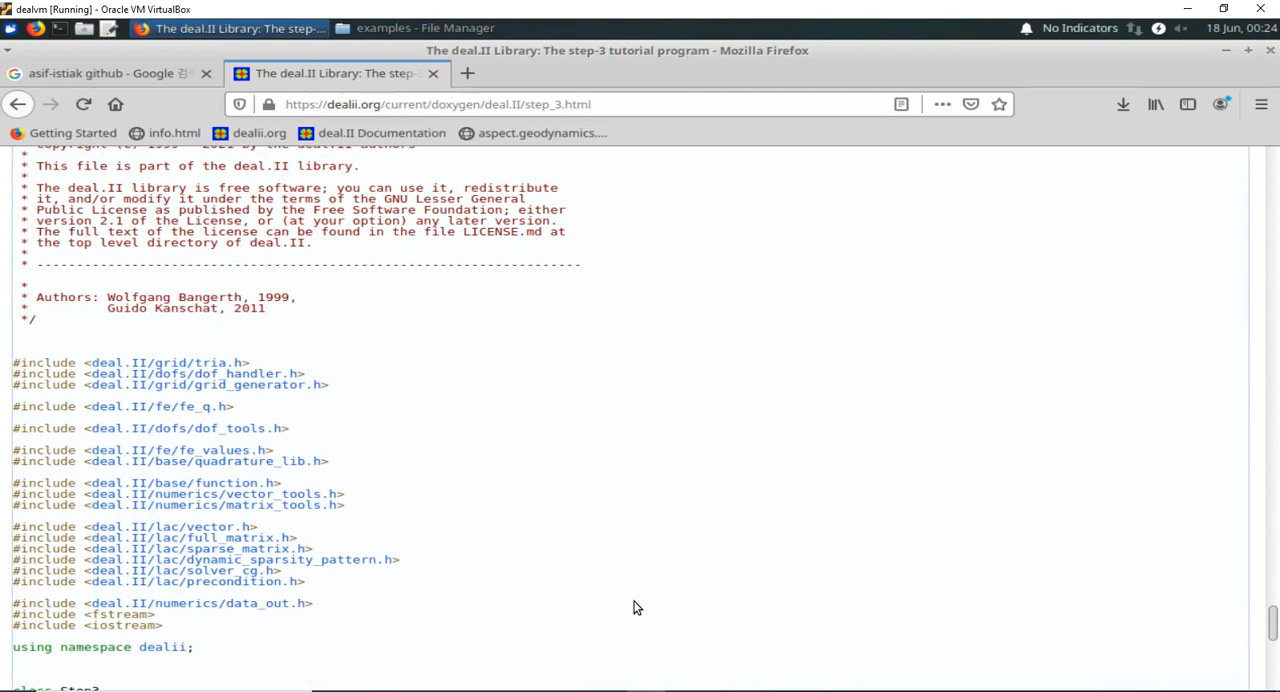 dealvm [Running] - Oracle VM VirtualBox
The deal.II Library: The step-...
examples - File Manager
No Indicators
18 Jun, 00:24
The deal.II Library: The step-3 tutorial program - Mozilla Firefox
asif-istiak github - Google 검
The deal.II Library: The step-
https://dealii.org/current/doxygen/deal.II/step_3.html
Getting Started
info.html
dealii.org
deal.II Documentation
aspect.geodynamics....
* Copyright (C) 1999 - 2021 by the deal.II authors
*
* This file is part of the deal.II library.
*
* The deal.II library is free software; you can use it, redistribute
* it, and/or modify it under the terms of the GNU Lesser General
* Public License as published by the Free Software Foundation; either
* version 2.1 of the License, or (at your option) any later version.
* The full text of the license can be found in the file LICENSE.md at
* the top level directory of deal.II.
*
* ---------------------------------------------------------------------
*
* Authors: Wolfgang Bangerth, 1999,
* Guido Kanschat, 2011
*/
#include <deal.II/grid/tria.h>
#include <deal.II/dofs/dof_handler.h>
#include <deal.II/grid/grid_generator.h>
#include <deal.II/fe/fe_q.h>
#include <deal.II/dofs/dof_tools.h>
#include <deal.II/fe/fe_values.h>
#include <deal.II/base/quadrature_lib.h>
#include <deal.II/base/function.h>
#include <deal.II/numerics/vector_tools.h>
#include <deal.II/numerics/matrix_tools.h>
#include <deal.II/lac/vector.h>
#include <deal.II/lac/full_matrix.h>
#include <deal.II/lac/sparse_matrix.h>
#include <deal.II/lac/dynamic_sparsity_pattern.h>
#include <deal.II/lac/solver_cg.h>
#include <deal.II/lac/precondition.h>
#include <deal.II/numerics/data_out.h>
#include <fstream>
#include <iostream>
using namespace dealii;
class Step3